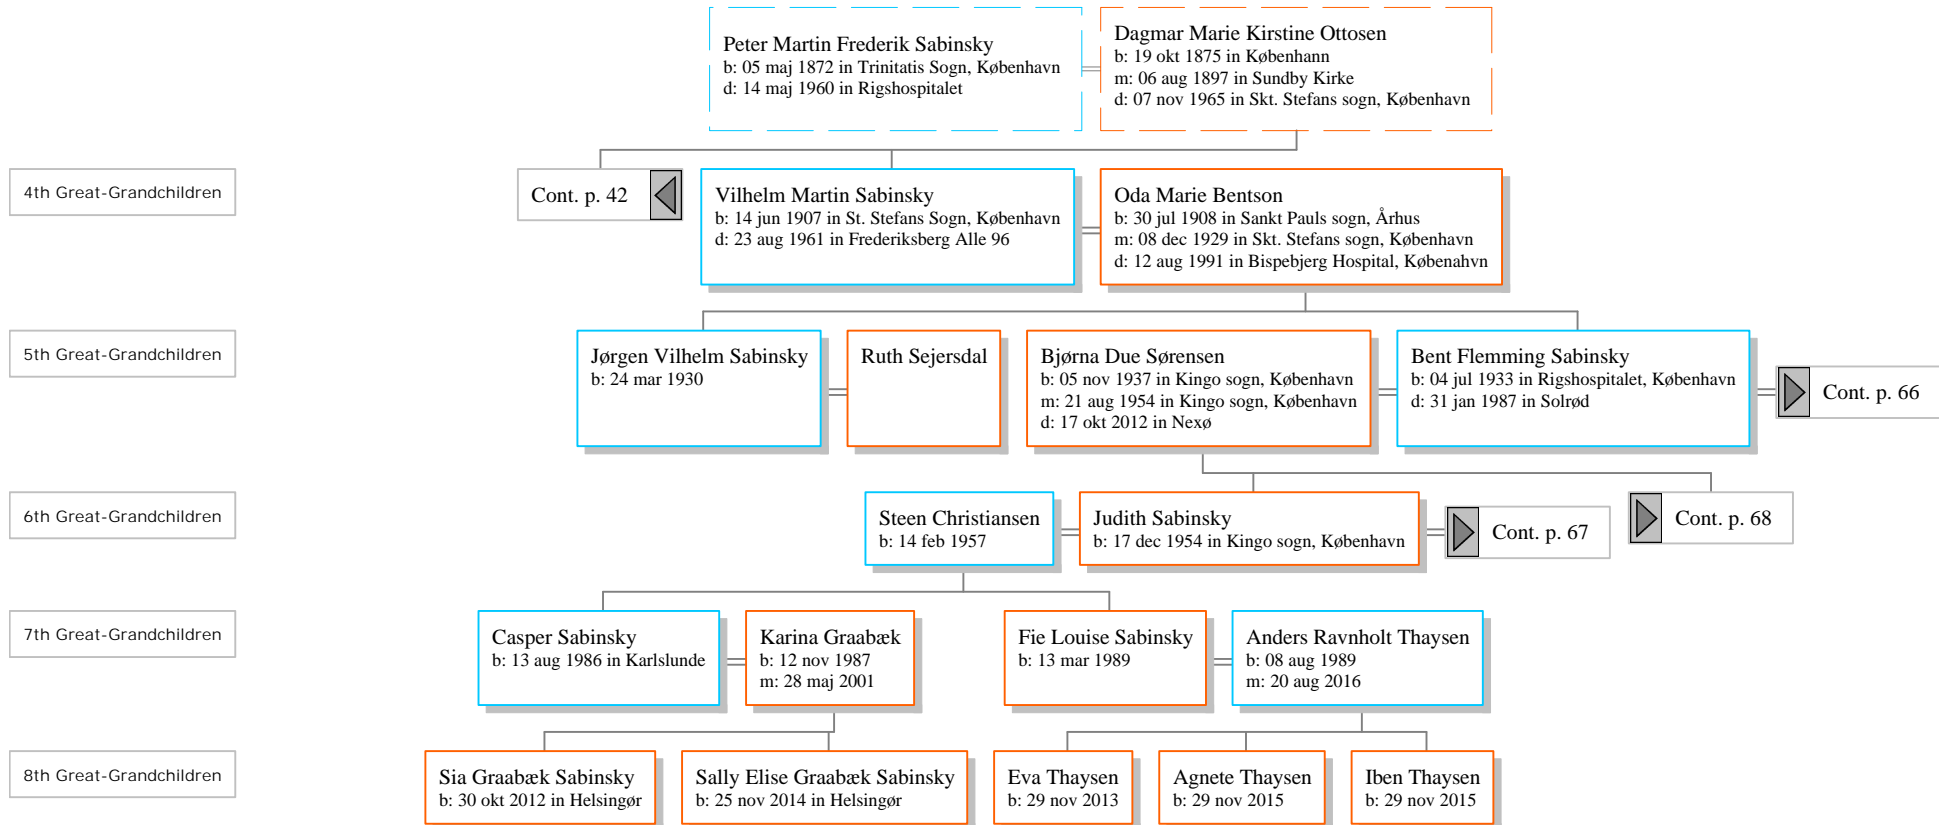 Peter Martin Frederik Sabinsky
b: 05 maj 1872 in Trinitatis Sogn, København
d: 14 maj 1960 in Rigshospitalet
Dagmar Marie Kirstine Ottosen
b: 19 okt 1875 in Københann
m: 06 aug 1897 in Sundby Kirke
d: 07 nov 1965 in Skt. Stefans sogn, København
4th Great-Grandchildren
Cont. p. 42
Vilhelm Martin Sabinsky
b: 14 jun 1907 in St. Stefans Sogn, København
d: 23 aug 1961 in Frederiksberg Alle 96
Oda Marie Bentson
b: 30 jul 1908 in Sankt Pauls sogn, Århus
m: 08 dec 1929 in Skt. Stefans sogn, København
d: 12 aug 1991 in Bispebjerg Hospital, Købenahvn
5th Great-Grandchildren
Jørgen Vilhelm Sabinsky
b: 24 mar 1930
Ruth Sejersdal
Bjørna Due Sørensen
b: 05 nov 1937 in Kingo sogn, København
m: 21 aug 1954 in Kingo sogn, København
d: 17 okt 2012 in Nexø
Bent Flemming Sabinsky
b: 04 jul 1933 in Rigshospitalet, København
d: 31 jan 1987 in Solrød
Cont. p. 66
6th Great-Grandchildren
Steen Christiansen
b: 14 feb 1957
Judith Sabinsky
b: 17 dec 1954 in Kingo sogn, København
Cont. p. 67
Cont. p. 68
7th Great-Grandchildren
Casper Sabinsky
b: 13 aug 1986 in Karlslunde
Karina Graabæk
b: 12 nov 1987
m: 28 maj 2001
Fie Louise Sabinsky
b: 13 mar 1989
Anders Ravnholt Thaysen
b: 08 aug 1989
m: 20 aug 2016
8th Great-Grandchildren
Sia Graabæk Sabinsky
b: 30 okt 2012 in Helsingør
Sally Elise Graabæk Sabinsky
b: 25 nov 2014 in Helsingør
Eva Thaysen
b: 29 nov 2013
Agnete Thaysen
b: 29 nov 2015
Iben Thaysen
b: 29 nov 2015